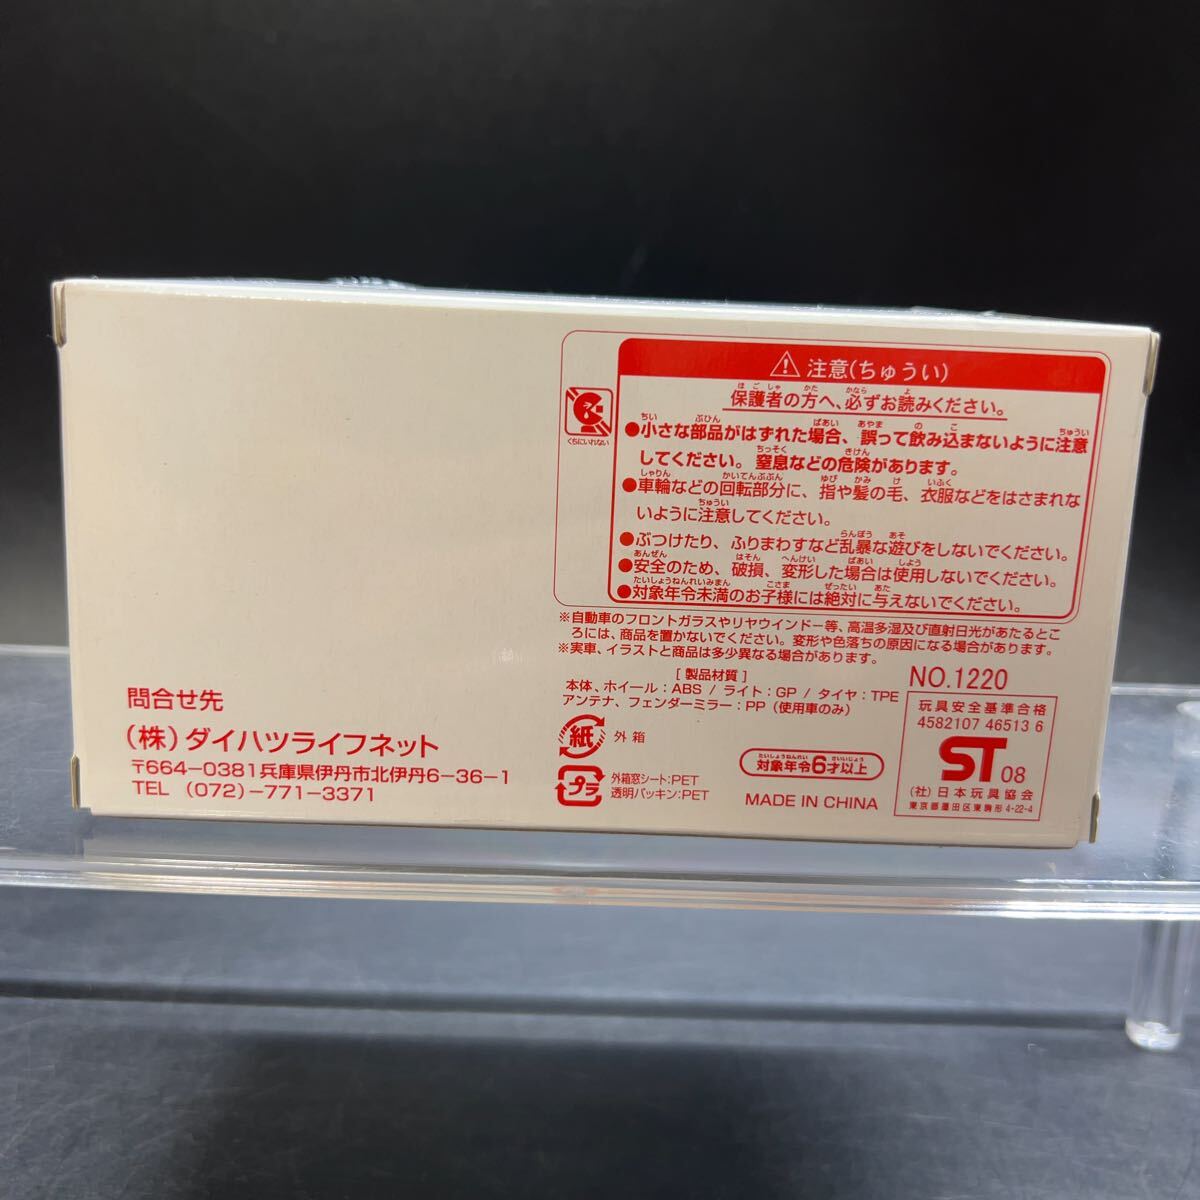 注意(ちゅうい)
保護者の方へ、必ずお読みください。
くちにいれない
●小さな部品がはずれた場合、誤って飲み込まないように注意
してください。窒息などの危険があります。
●車輪などの回転部分に、指や髪の毛、衣服などをはさまれな
いように注意してください。
●ぶつけたり、ふりまわすなど乱暴な遊びをしないでください。
●安全のため、破損、変形した場合は使用しないでください。
●対象年令未満のお子様には絶対に与えないでください。
※自動車のフロントガラスやリヤウインドー等、高温多湿及び直射日光があたるとこ
ろには、商品を置かないでください。変形や色落ちの原因になる場合があります。
※実車、イラストと商品は多少異なる場合があります。
[製品材質]
本体、ホイール:ABS / ライト:GP / タイヤ:TPE
アンテナ、フェンダーミラー:PP (使用車のみ)
紙 外箱
プラ 外箱窓シート:PET
透明パッキン:PET
対象年令6才以上
MADE IN CHINA
NO.1220
玩具安全基準合格
4582107 46513 6
ST 08
(社)日本玩具協会
東京都墨田区東駒形4-22-4
問合せ先
(株)ダイハツライフネット
〒664-0381兵庫県伊丹市北伊丹6-36-1
TEL (072)-771-3371